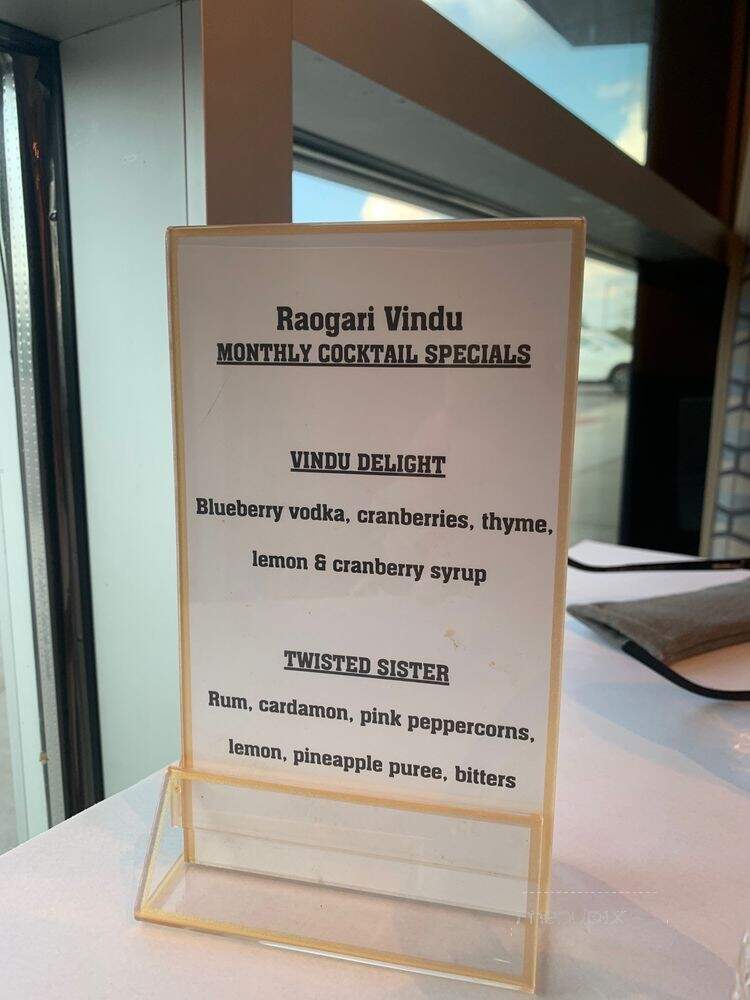 Raogari Vindu
MONTHLY COCKTAIL SPECIALS
VINDU DELIGHT
Blueberry vodka, cranberries, thyme,
lemon & cranberry syrup
TWISTED SISTER
Rum, cardamon, pink peppercorns,
lemon, pineapple puree, bitters
menupix